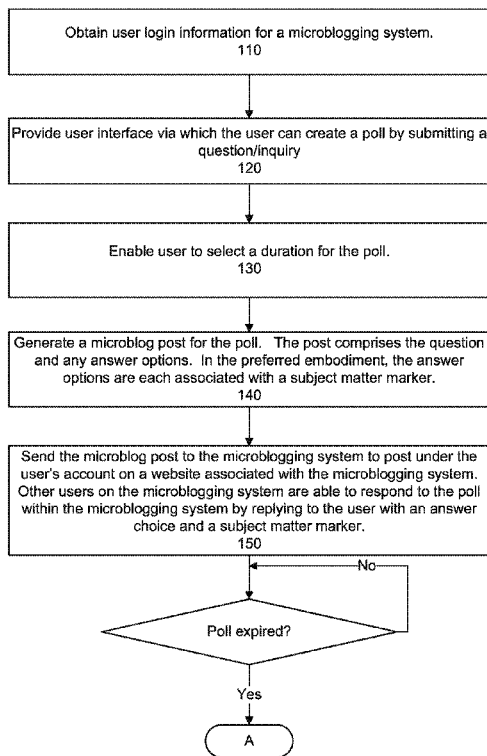 Obtain user login information for a microblogging system.
110
Provide user interface via which the user can create a poll by submitting a
question/inquiry
120
Enable user to select a duration for the poll.
130
Generate a microblog post for the poll. The post comprises the question
and any answer options. In the preferred embodiment, the answer
options are each associated with a subject matter marker.
140
Send the microblog post to the microblogging system to post under the
user's account on a website associated with the microblogging system.
Other users on the microblogging system are able to respond to the poll
within the microblogging system by replying to the user with an answer
choice and a subject matter marker.
150
No
Poll expired?
Yes
A